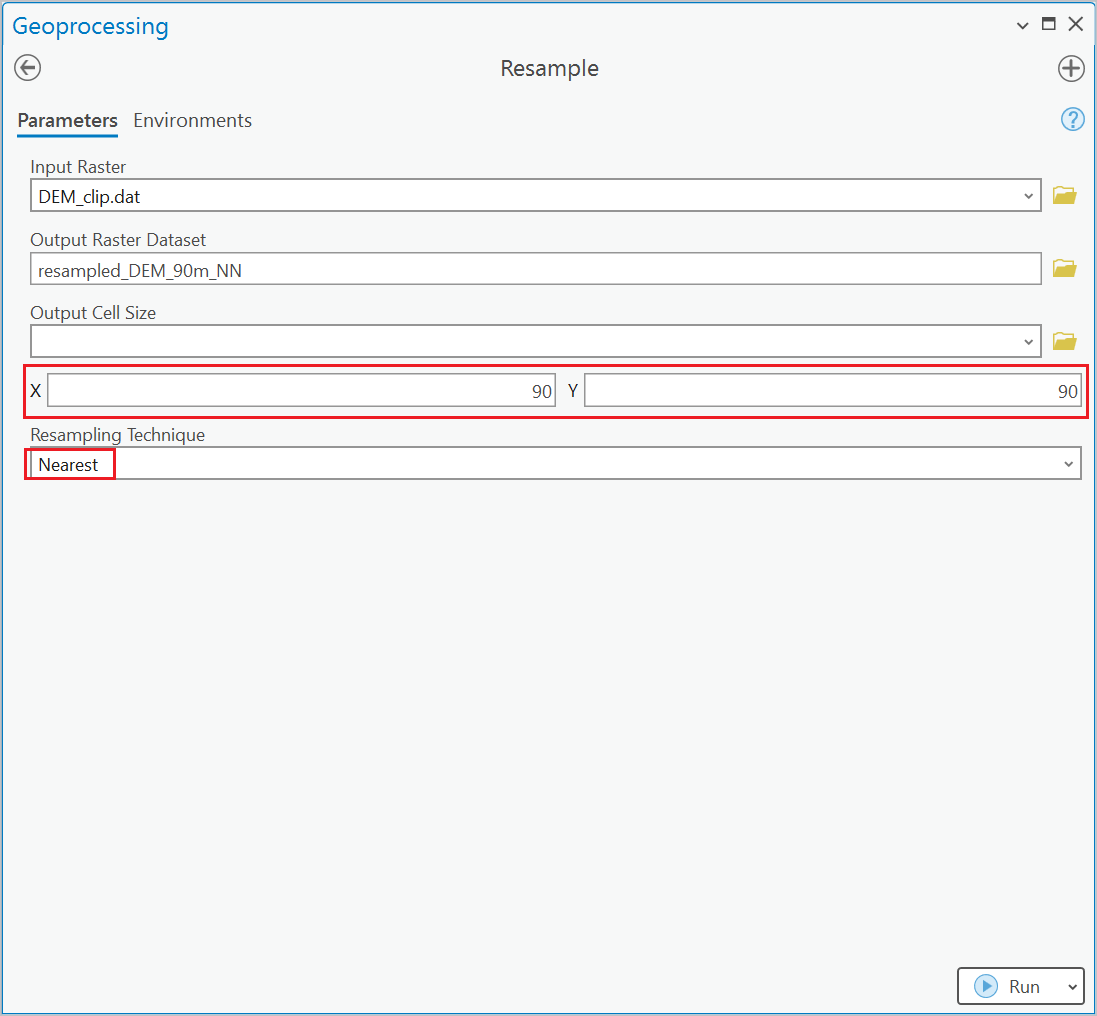 Geoprocessing
Resample
Parameters Environments
Input Raster
DEM_clip.dat
Output Raster Dataset
resampled_DEM_90m_NN
Output Cell Size
X 90 Y 90
Resampling Technique
Nearest
Run